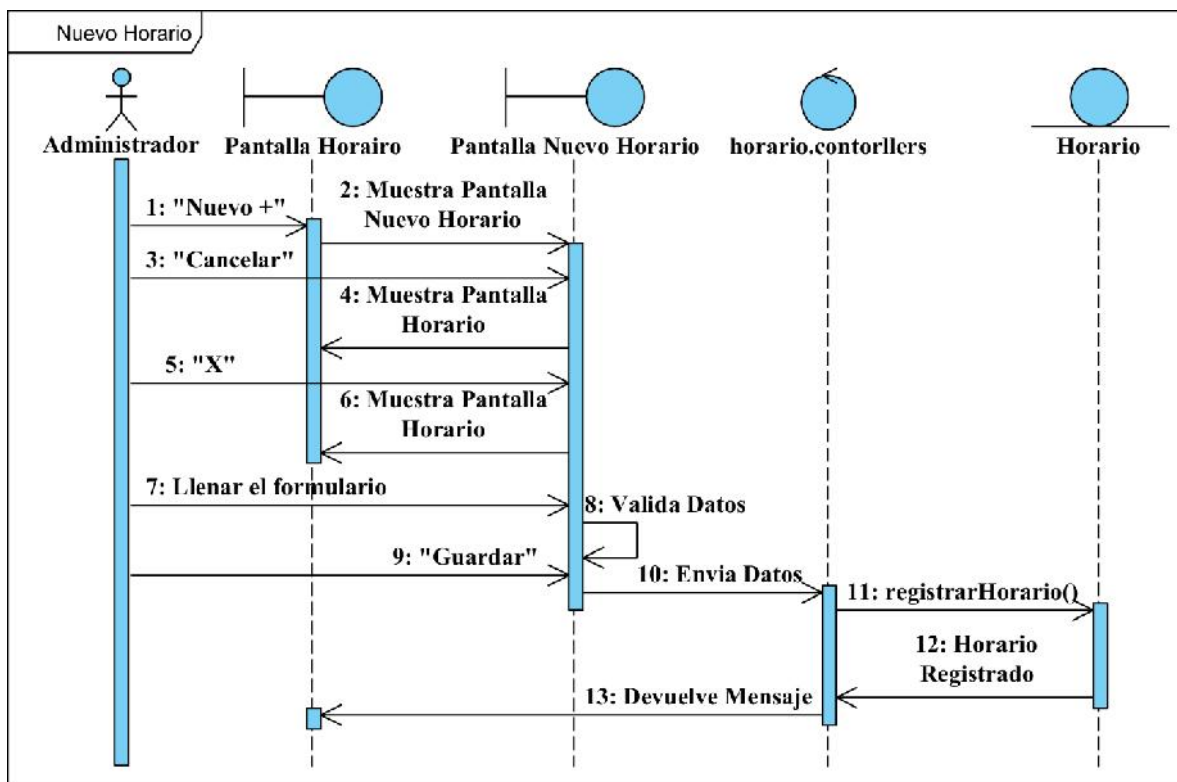 Nuevo Horario
Administrador
Pantalla Horairo
Pantalla Nuevo Horario
horario.contorllers
Horario
1: "Nuevo +"
2: Muestra Pantalla
Nuevo Horario
3: "Cancelar"
4: Muestra Pantalla
Horario
5: "X"
6: Muestra Pantalla
Horario
7: Llenar el formulario
8: Valida Datos
9: "Guardar"
10: Envia Datos
11: registrarHorario()
12: Horario
Registrado
13: Devuelve Mensaje